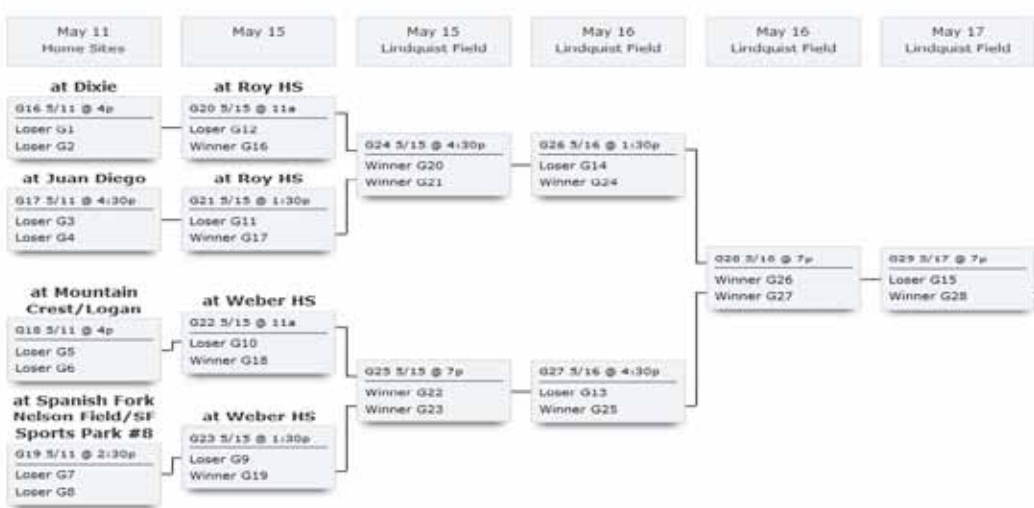 May 11
Home Sites
May 15
May 15
Lindquist Field
May 16
Lindquist Field
May 16
Lindquist Field
May 17
Lindquist Field
at Dixie
G16 5/11 @ 4p
Loser G1
Loser G2
at Juan Diego
G17 5/11 @ 4:30p
Loser G3
Loser G4
at Mountain
Crest/Logan
G18 5/11 @ 4p
Loser G5
Loser G6
at Spanish Fork
Nelson Field/SF
Sports Park #8
G19 5/11 @ 2:30p
Loser G7
Loser G8
at Roy HS
G20 5/15 @ 11a
Loser G12
Winner G16
at Roy HS
G21 5/15 @ 1:30p
Loser G11
Winner G17
at Weber HS
G22 5/15 @ 11a
Loser G10
Winner G18
at Weber HS
G23 5/15 @ 1:30p
Loser G9
Winner G19
G24 5/15 @ 4:30p
Winner G20
Winner G21
G25 5/15 @ 7p
Winner G22
Winner G23
G26 5/16 @ 1:30p
Loser G14
Winner G24
G27 5/16 @ 4:30p
Loser G13
Winner G25
G28 5/16 @ 7p
Winner G26
Winner G27
G29 5/17 @ 7p
Loser G15
Winner G28